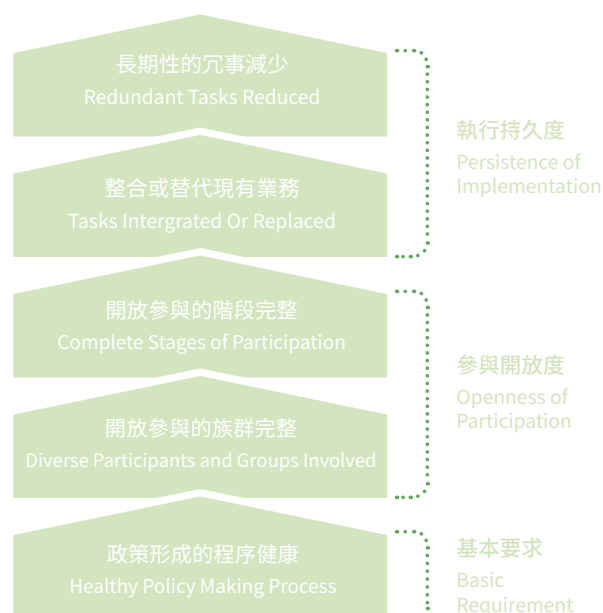 長期性的冗事減少
Redundant Tasks Reduced
整合或替代現有業務
Tasks Intergrated Or Replaced
執行持久度
Persistence of
Implementation
開放參與的階段完整
Complete Stages of Participation
開放參與的族群完整
Diverse Participants and Groups Involved
參與開放度
Openness of
Participation
政策形成的程序健康
Healthy Policy Making Process
基本要求
Basic
Requirement